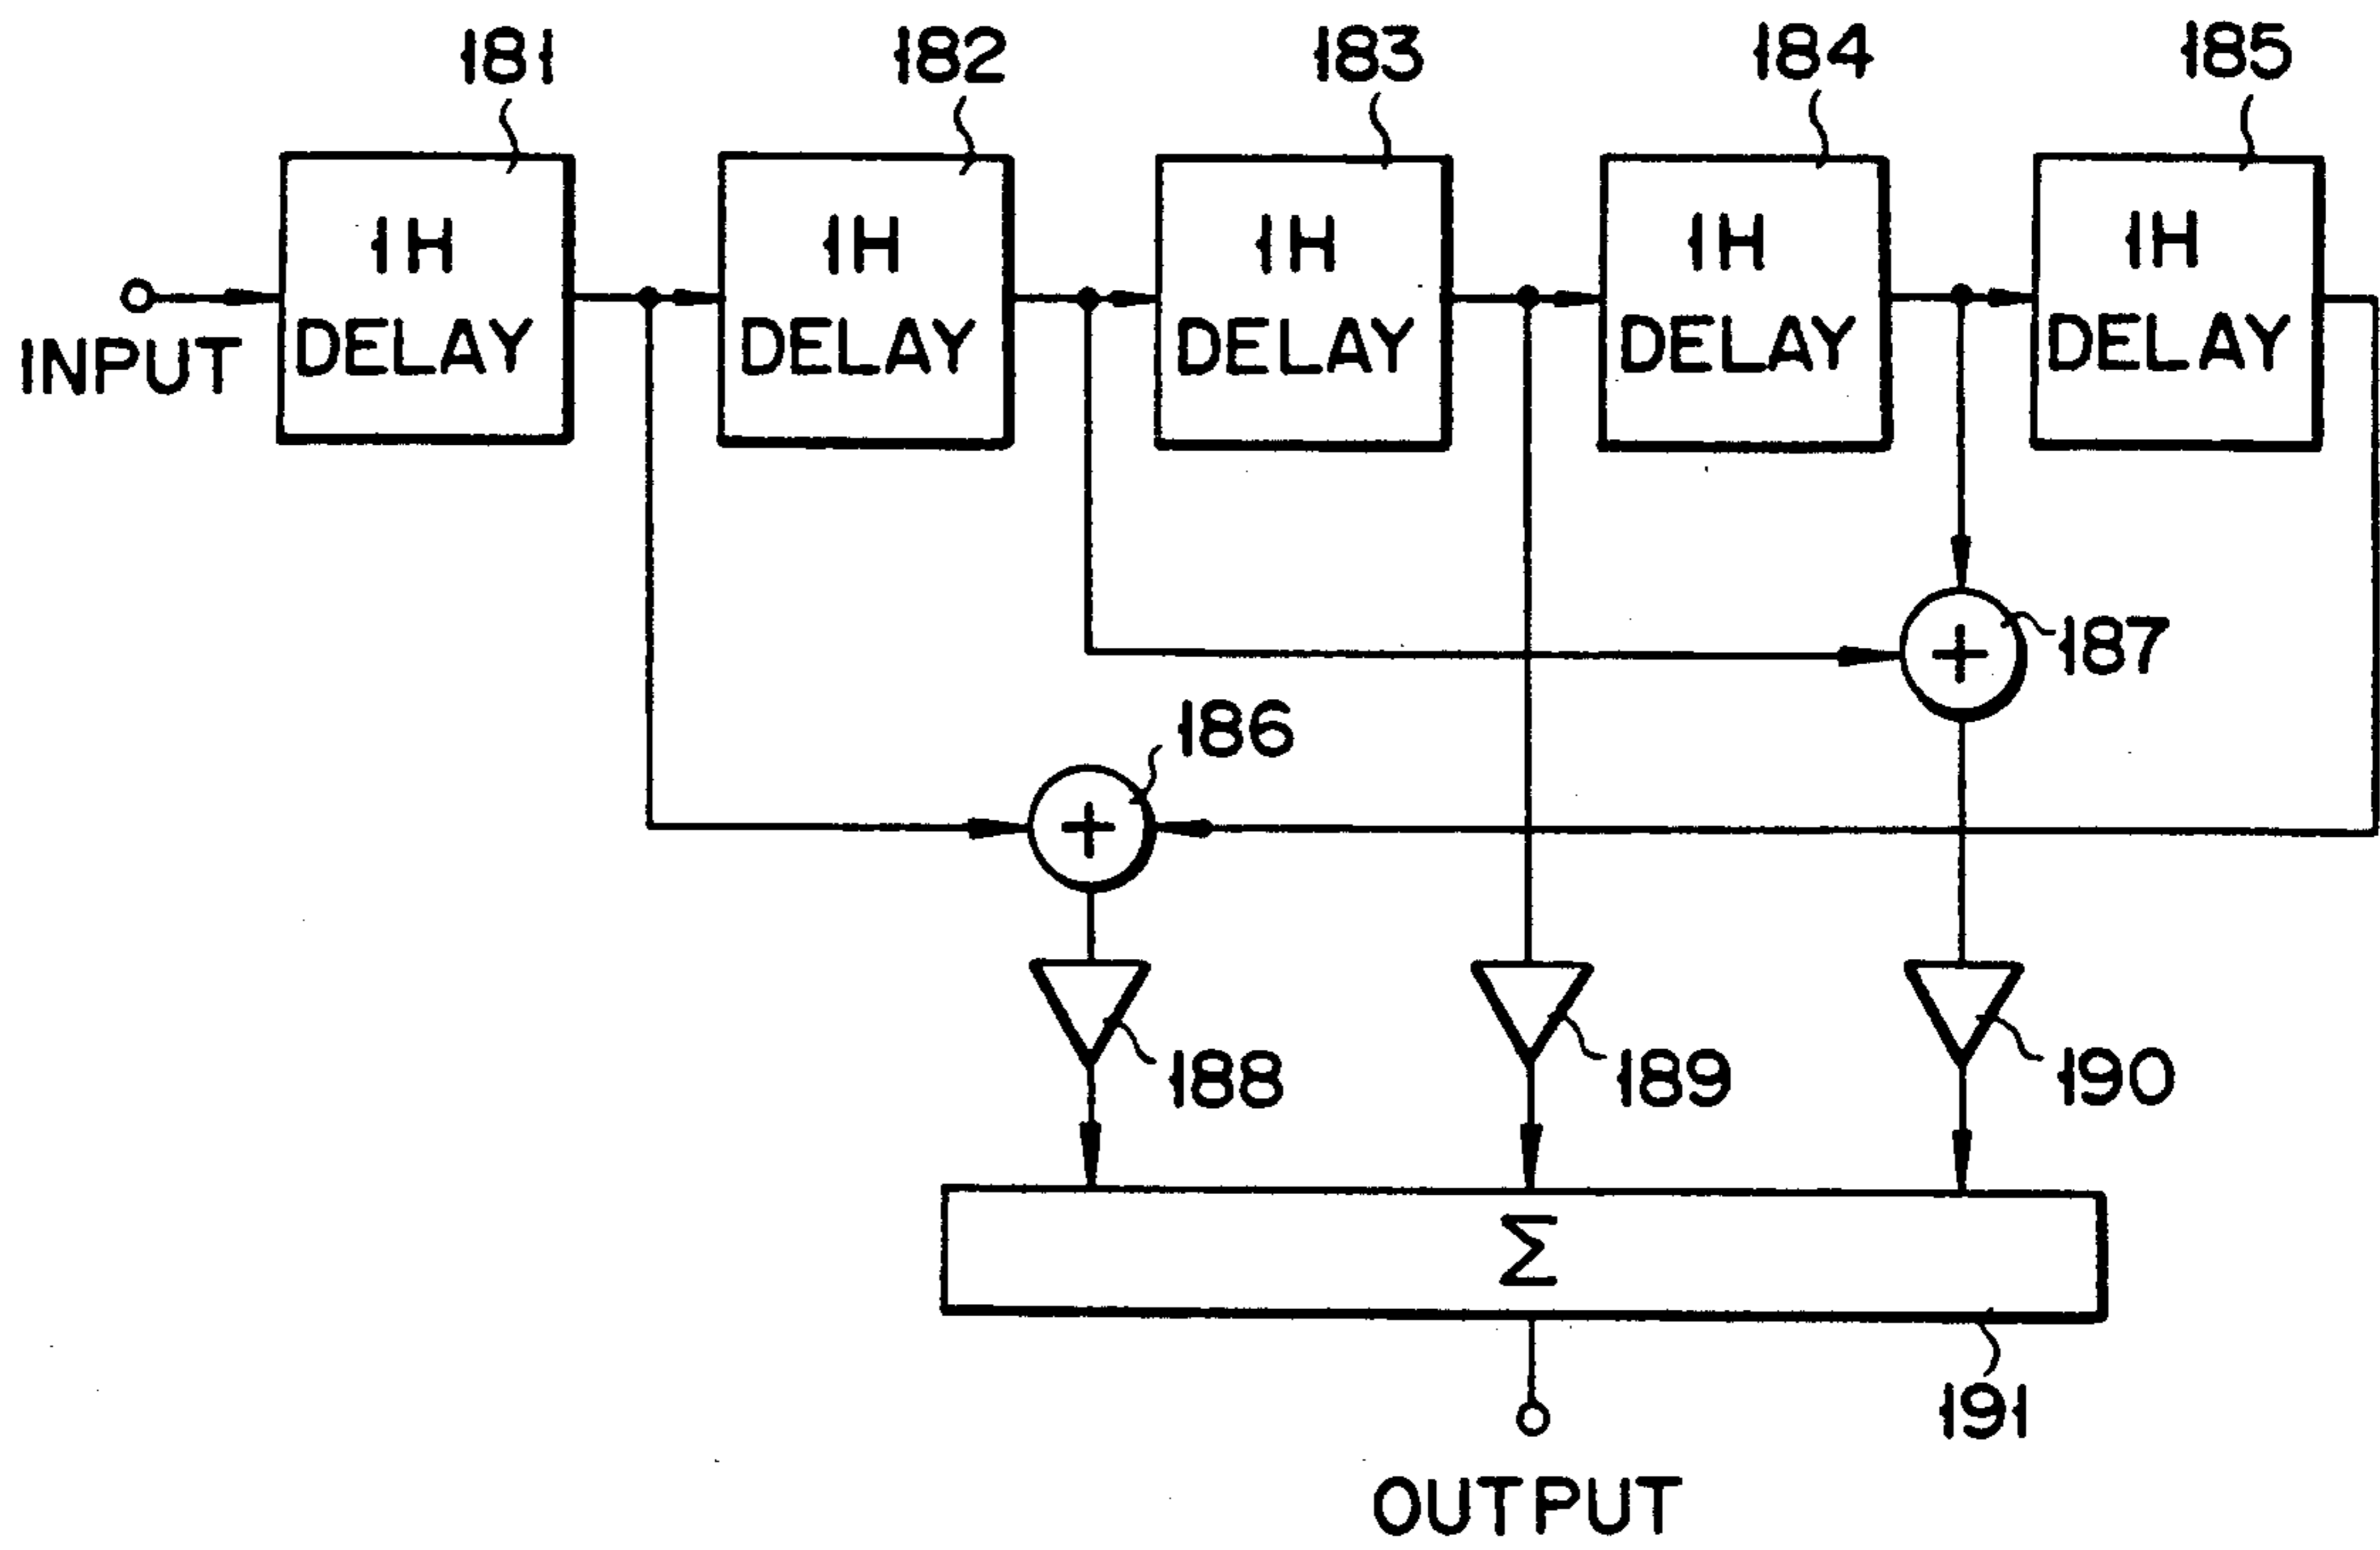 181
182
183
184
185
1H
DELAY
1H
DELAY
1H
DELAY
1H
DELAY
1H
DELAY
INPUT
+
187
186
+
188
189
190
Σ
191
OUTPUT